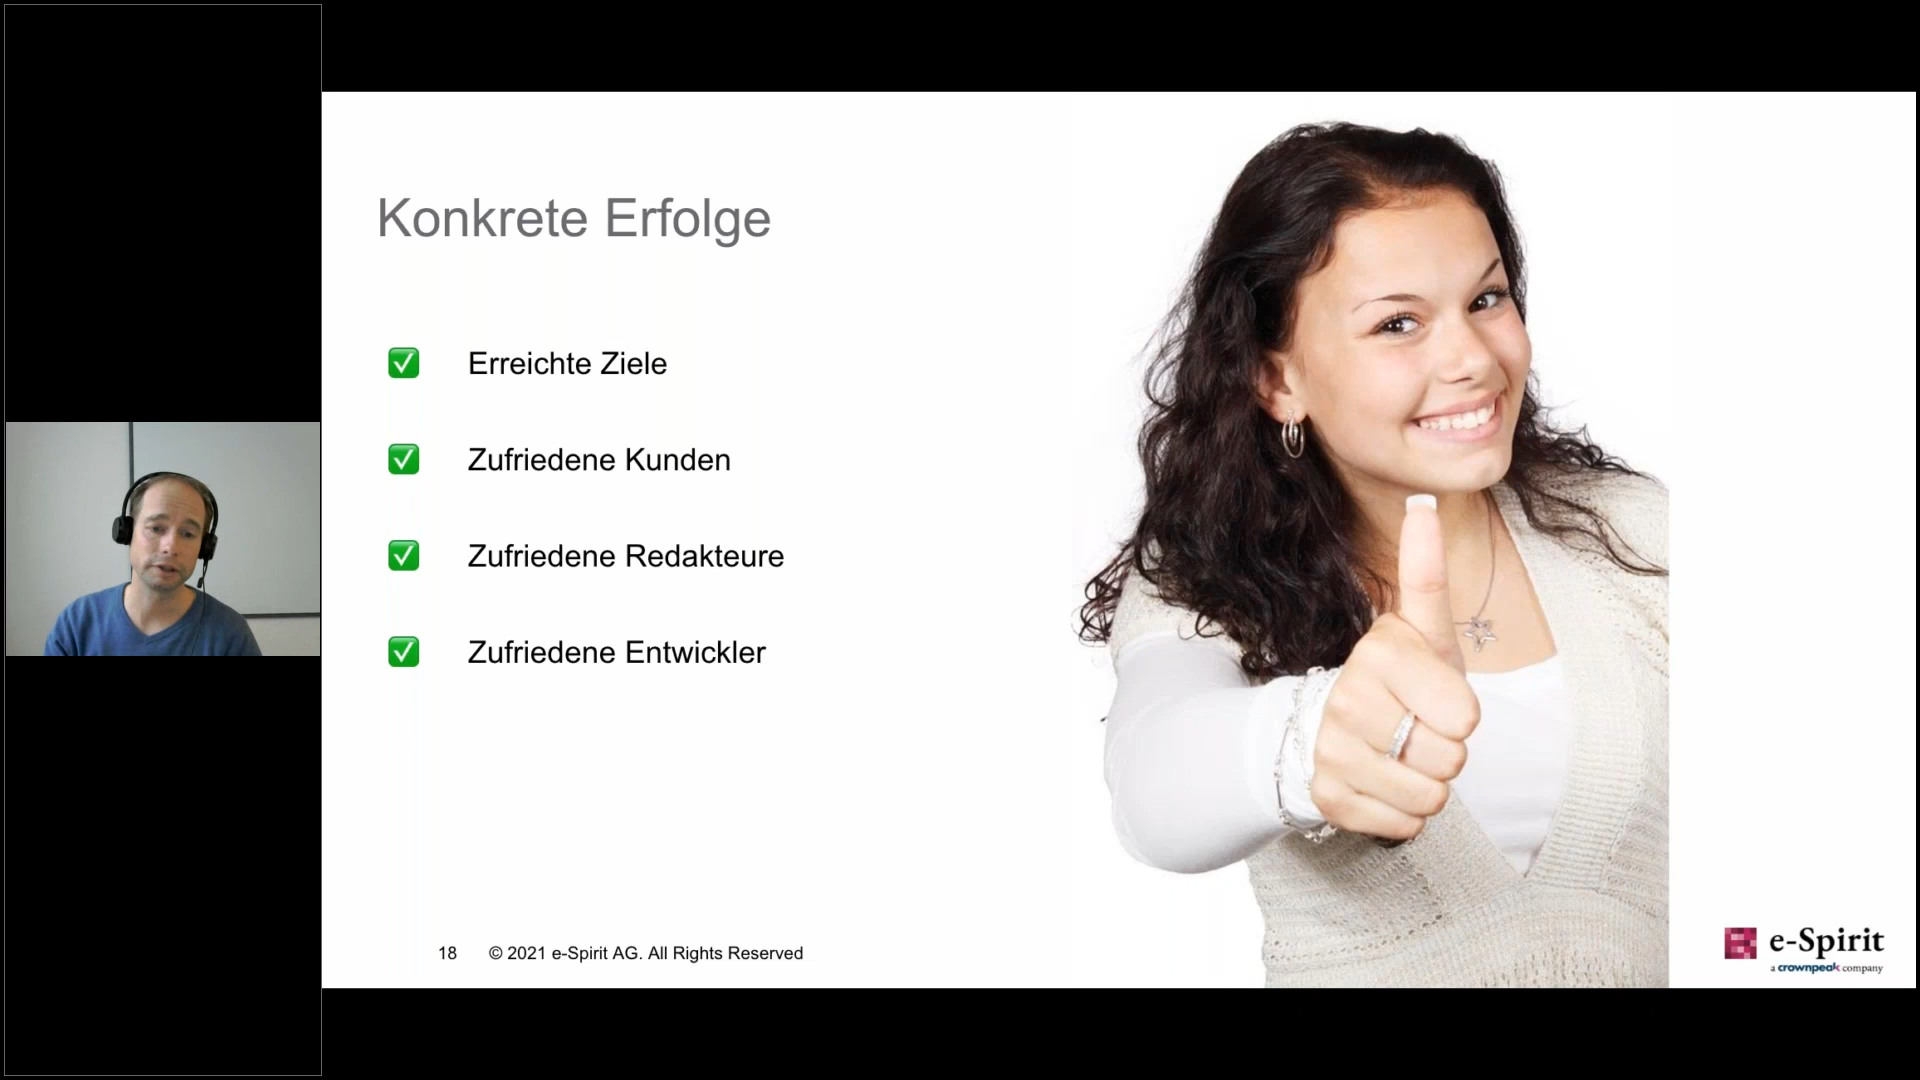 Konkrete Erfolge
Erreichte Ziele
Zufriedene Kunden
Zufriedene Redakteure
Zufriedene Entwickler
18 © 2021 e-Spirit AG. All Rights Reserved
e-Spirit
a crownpeak company